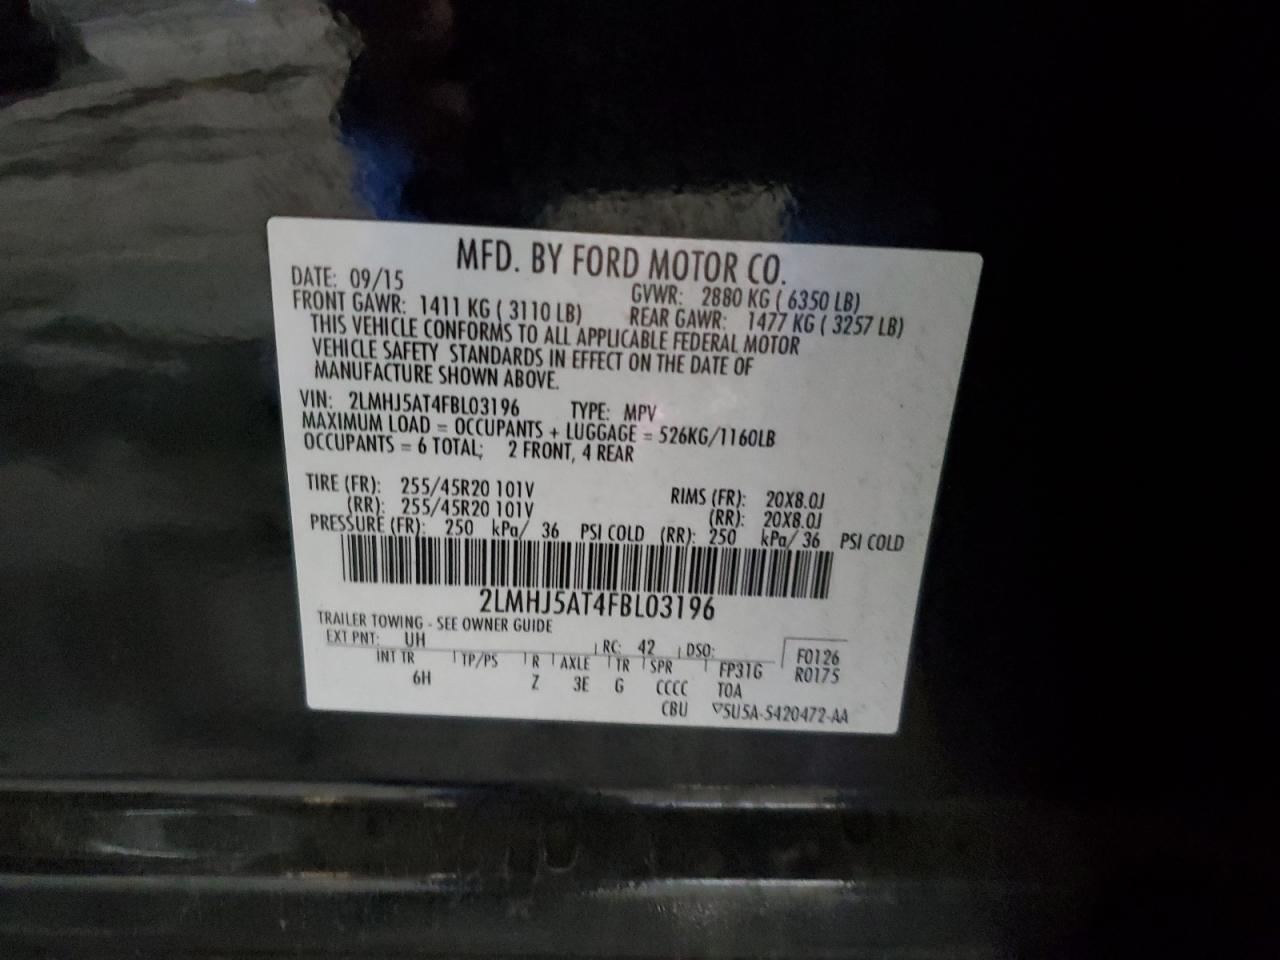 MFD. BY FORD MOTOR CO.
DATE: 09/15 GVWR: 2880 KG ( 6350 LB)
FRONT GAWR: 1411 KG ( 3110 LB) REAR GAWR: 1477 KG ( 3257 LB)
THIS VEHICLE CONFORMS TO ALL APPLICABLE FEDERAL MOTOR
VEHICLE SAFETY STANDARDS IN EFFECT ON THE DATE OF
MANUFACTURE SHOWN ABOVE.
VIN: 2LMHJ5AT4FBL03196 TYPE: MPV
MAXIMUM LOAD = OCCUPANTS + LUGGAGE = 526KG/1160LB
OCCUPANTS = 6 TOTAL; 2 FRONT, 4 REAR
TIRE (FR): 255/45R20 101V RIMS (FR): 20X8.0J
(RR): 255/45R20 101V (RR): 20X8.0J
PRESSURE (FR): 250 kPa/ 36 PSI COLD (RR): 250 kPa/ 36 PSI COLD
2LMHJ5AT4FBL03196
TRAILER TOWING - SEE OWNER GUIDE
EXT PNT: UH RC: 42 DSO: F0126
INT TR TP/PS R AXLE TR SPR FP31G R0175
6H Z 3E G CCCC TOA
CBU ▽5U5A-5420472-AA